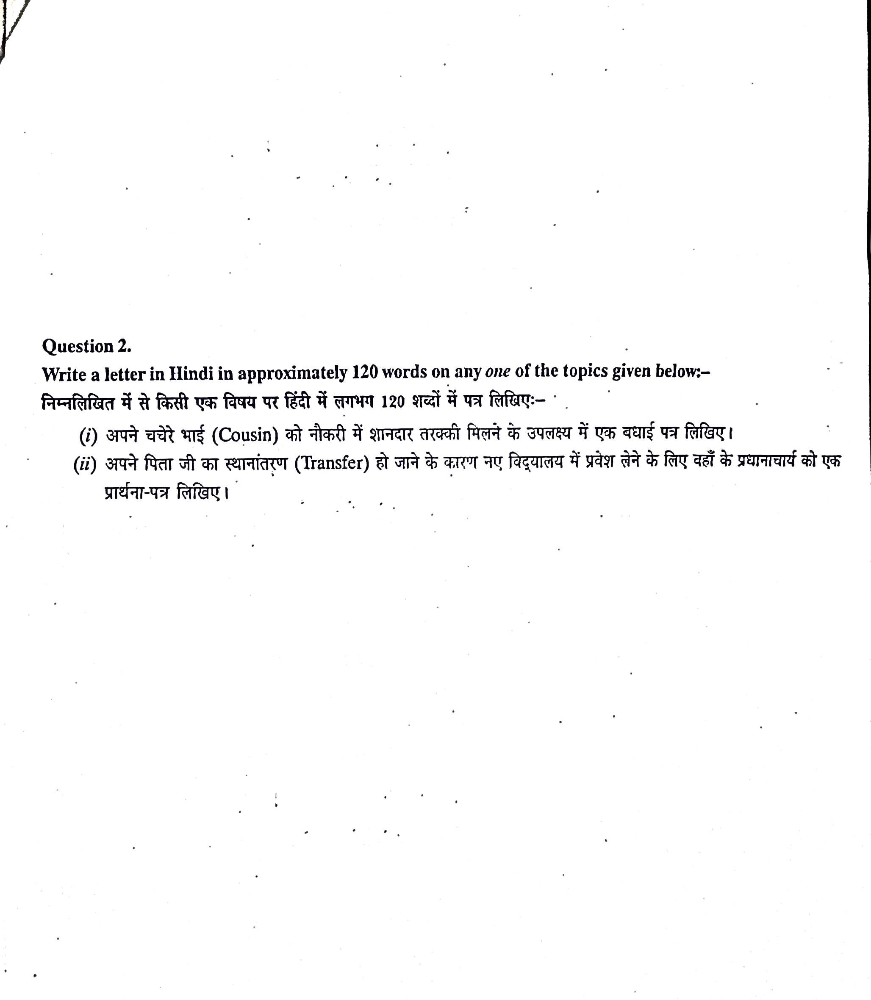 Question 2.
Write a letter in Hindi in approximately 120 words on any one of the topics given below:–
निम्नलिखित में से किसी एक विषय पर हिंदी में लगभग 120 शब्दों में पत्र लिखिए:–
(i) अपने चचेरे भाई (Cousin) को नौकरी में शानदार तरक्की मिलने के उपलक्ष्य में एक बधाई पत्र लिखिए।
(ii) अपने पिता जी का स्थानांतरण (Transfer) हो जाने के कारण नए विद्‌यालय में प्रवेश लेने के लिए वहाँ के प्रधानाचार्य को एक
प्रार्थना-पत्र लिखिए।